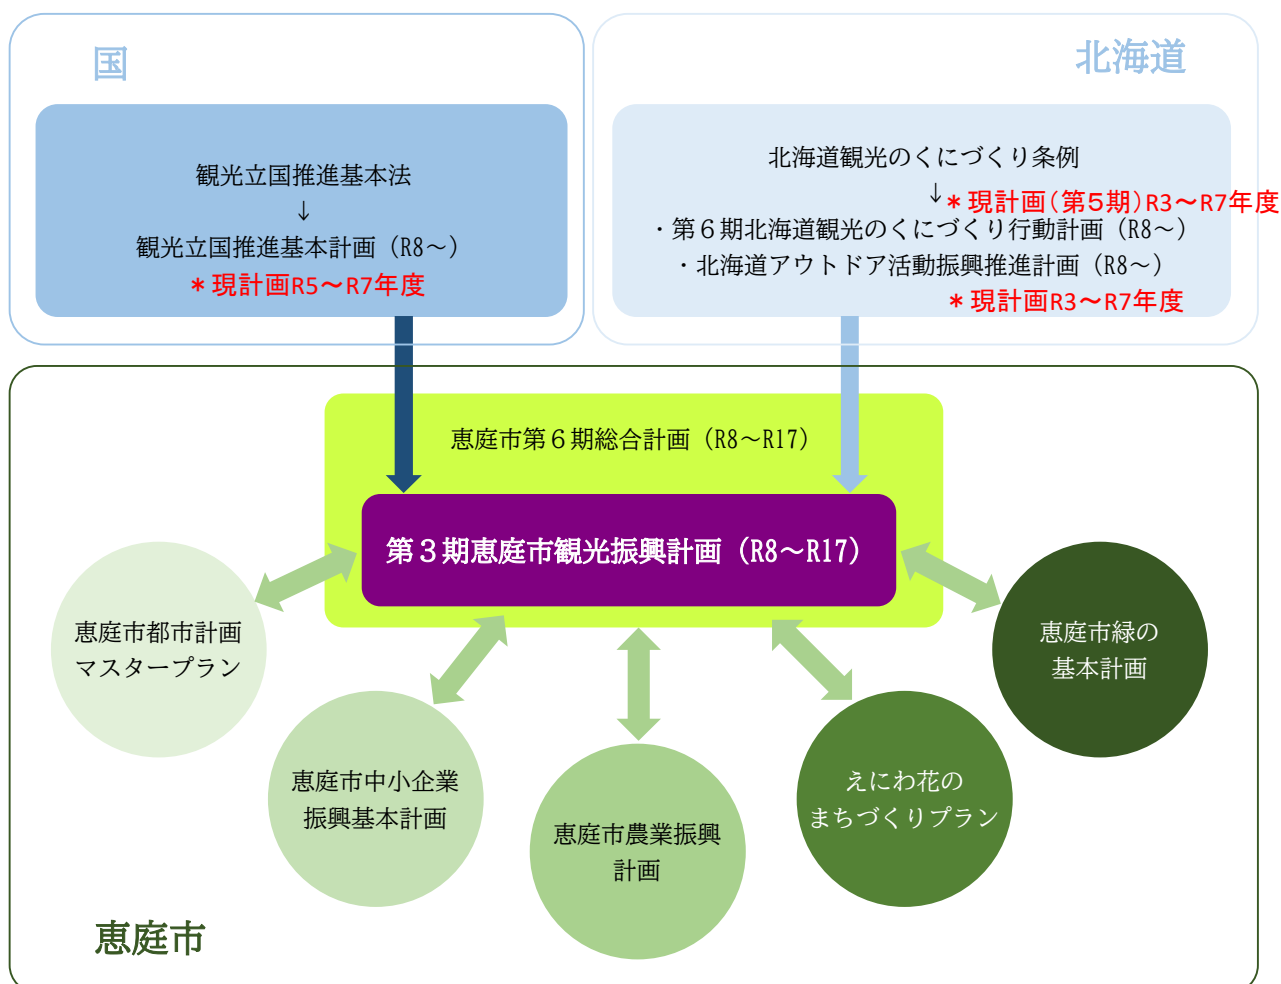 国
観光立国推進基本法
↓
観光立国推進基本計画（R8～）
＊現計画R5～R7年度
北海道
北海道観光のくにづくり条例
↓
＊現計画（第５期）R3～R7年度
・第６期北海道観光のくにづくり行動計画（R8～）
・北海道アウトドア活動振興推進計画（R8～）
＊現計画R3～R7年度
恵庭市第６期総合計画（R8～R17）
第３期恵庭市観光振興計画（R8～R17）
恵庭市都市計画
マスタープラン
恵庭市中小企業
振興基本計画
恵庭市農業振興
計画
えにわ花の
まちづくりプラン
恵庭市緑の
基本計画
恵庭市